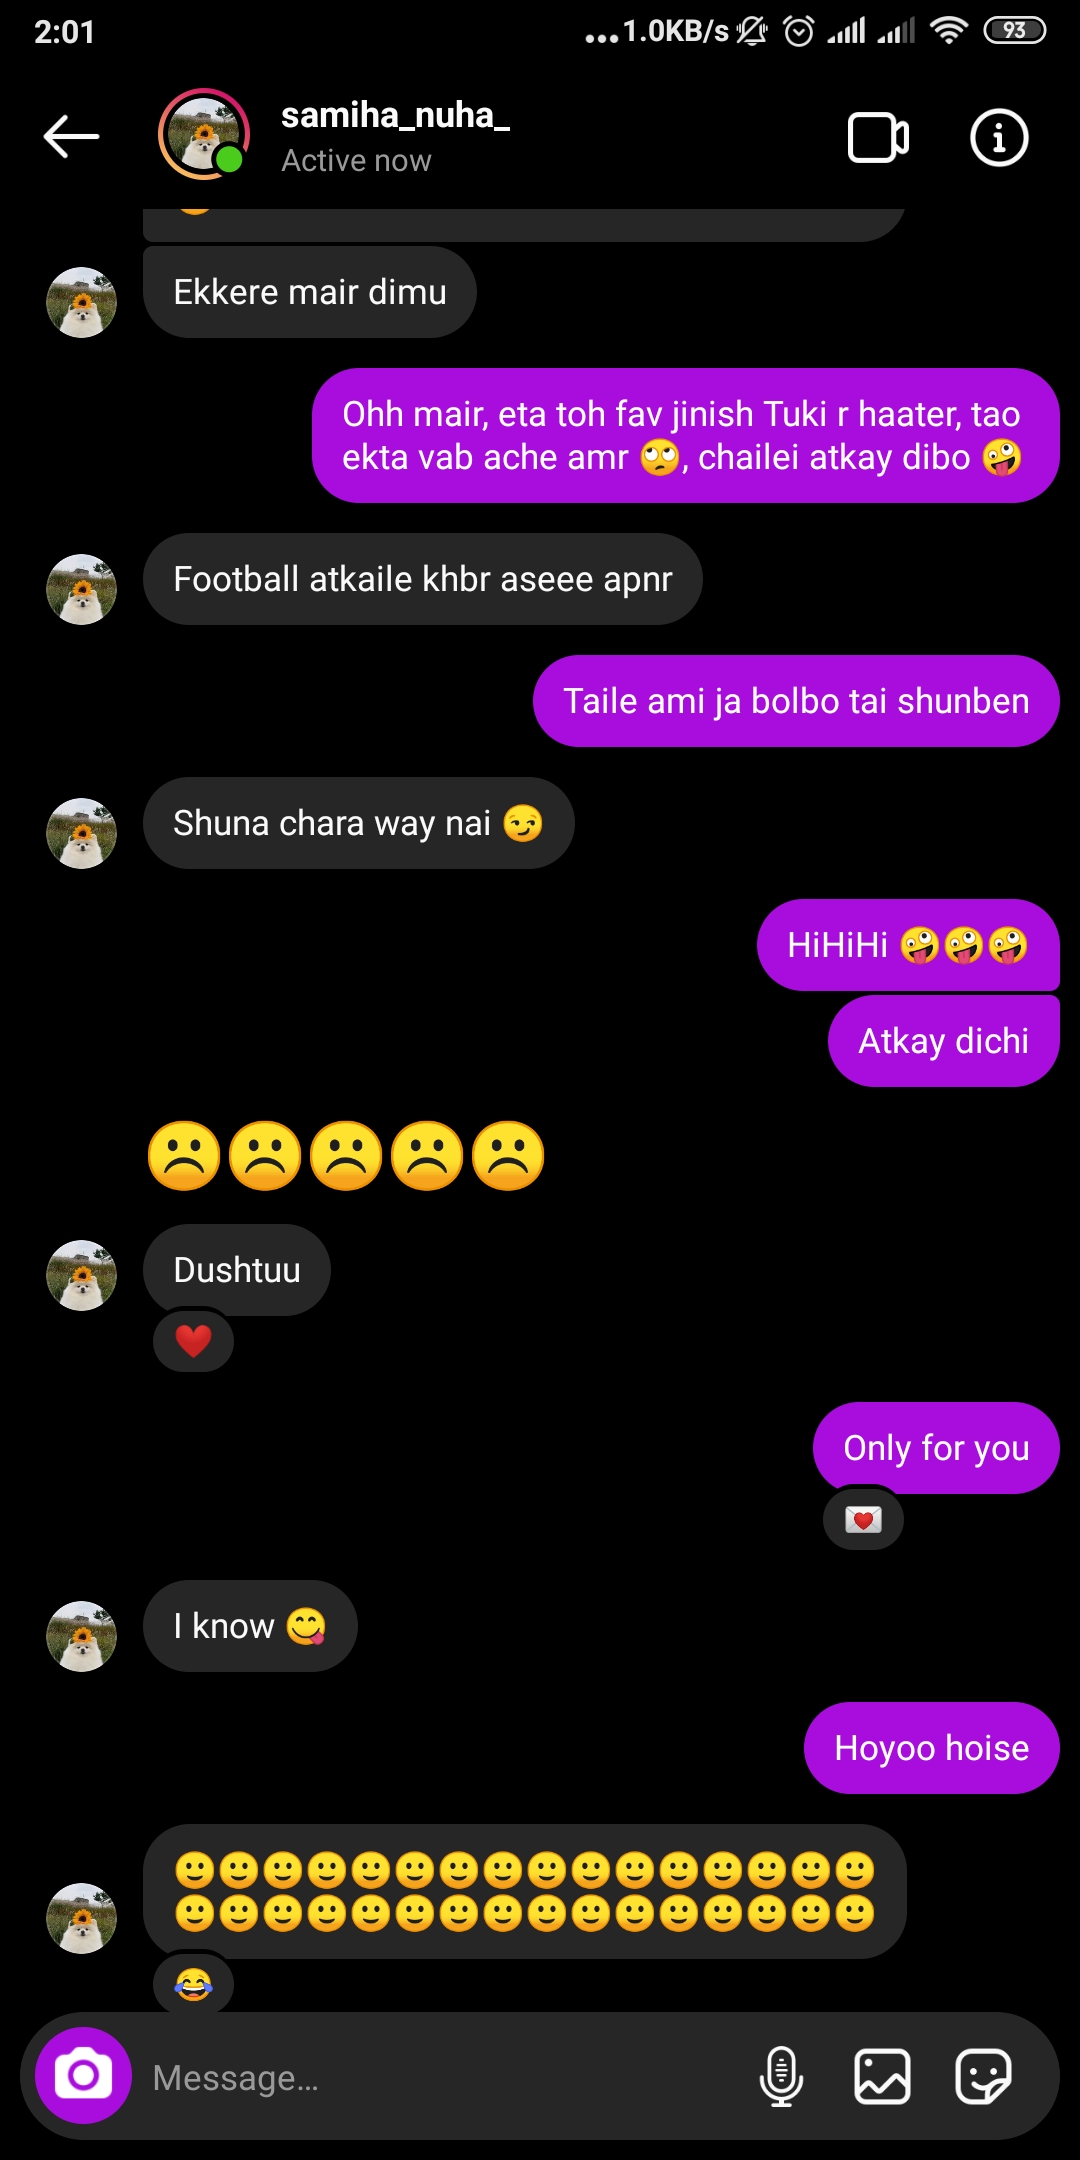 2:01
...1.0KB/s
93
samiha_nuha_
Active now
Ekkere mair dimu
Ohh mair, eta toh fav jinish Tuki r haater, tao
ekta vab ache amr 🙄, chailei atkay dibo 🤪
Football atkaile khbr aseee apnr
Taile ami ja bolbo tai shunben
Shuna chara way nai 😏
HiHiHi 🤪🤪🤪
Atkay dichi
☹️☹️☹️☹️☹️
Dushtuu
❤️
Only for you
💌
I know 😋
Hoyoo hoise
🙂🙂🙂🙂🙂🙂🙂🙂🙂🙂🙂🙂🙂🙂🙂🙂
🙂🙂🙂🙂🙂🙂🙂🙂🙂🙂🙂🙂🙂🙂🙂🙂
😂
Message...